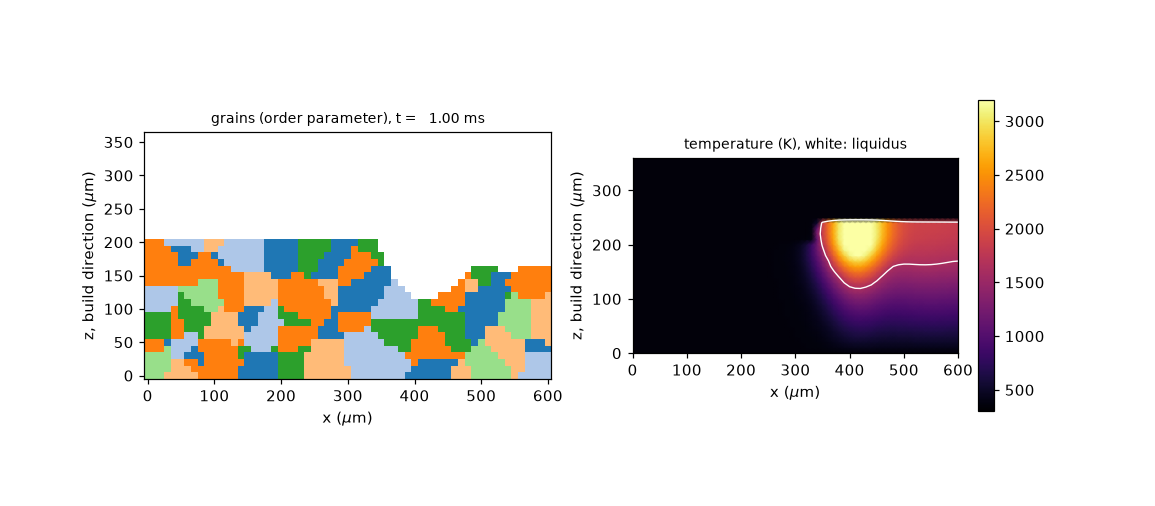 grains (order parameter), t =   1.00 ms
350
300
250
200
150
100
50
0
z, build direction (μm)
0 100 200 300 400 500 600
x (μm)
temperature (K), white: liquidus
300
200
100
0
z, build direction (μm)
0 100 200 300 400 500 600
x (μm)
3000
2500
2000
1500
1000
500